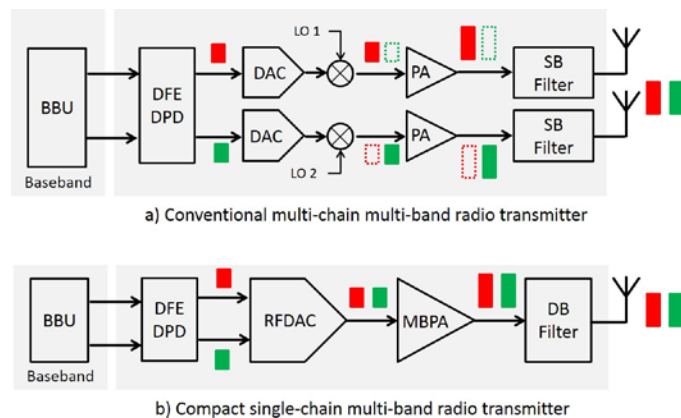 LO 1
BBU
DFE
DPD
DAC
PA
SB
Filter
DAC
PA
SB
Filter
LO 2
Baseband
a) Conventional multi-chain multi-band radio transmitter
BBU
DFE
DPD
RFDAC
MBPA
DB
Filter
Baseband
b) Compact single-chain multi-band radio transmitter